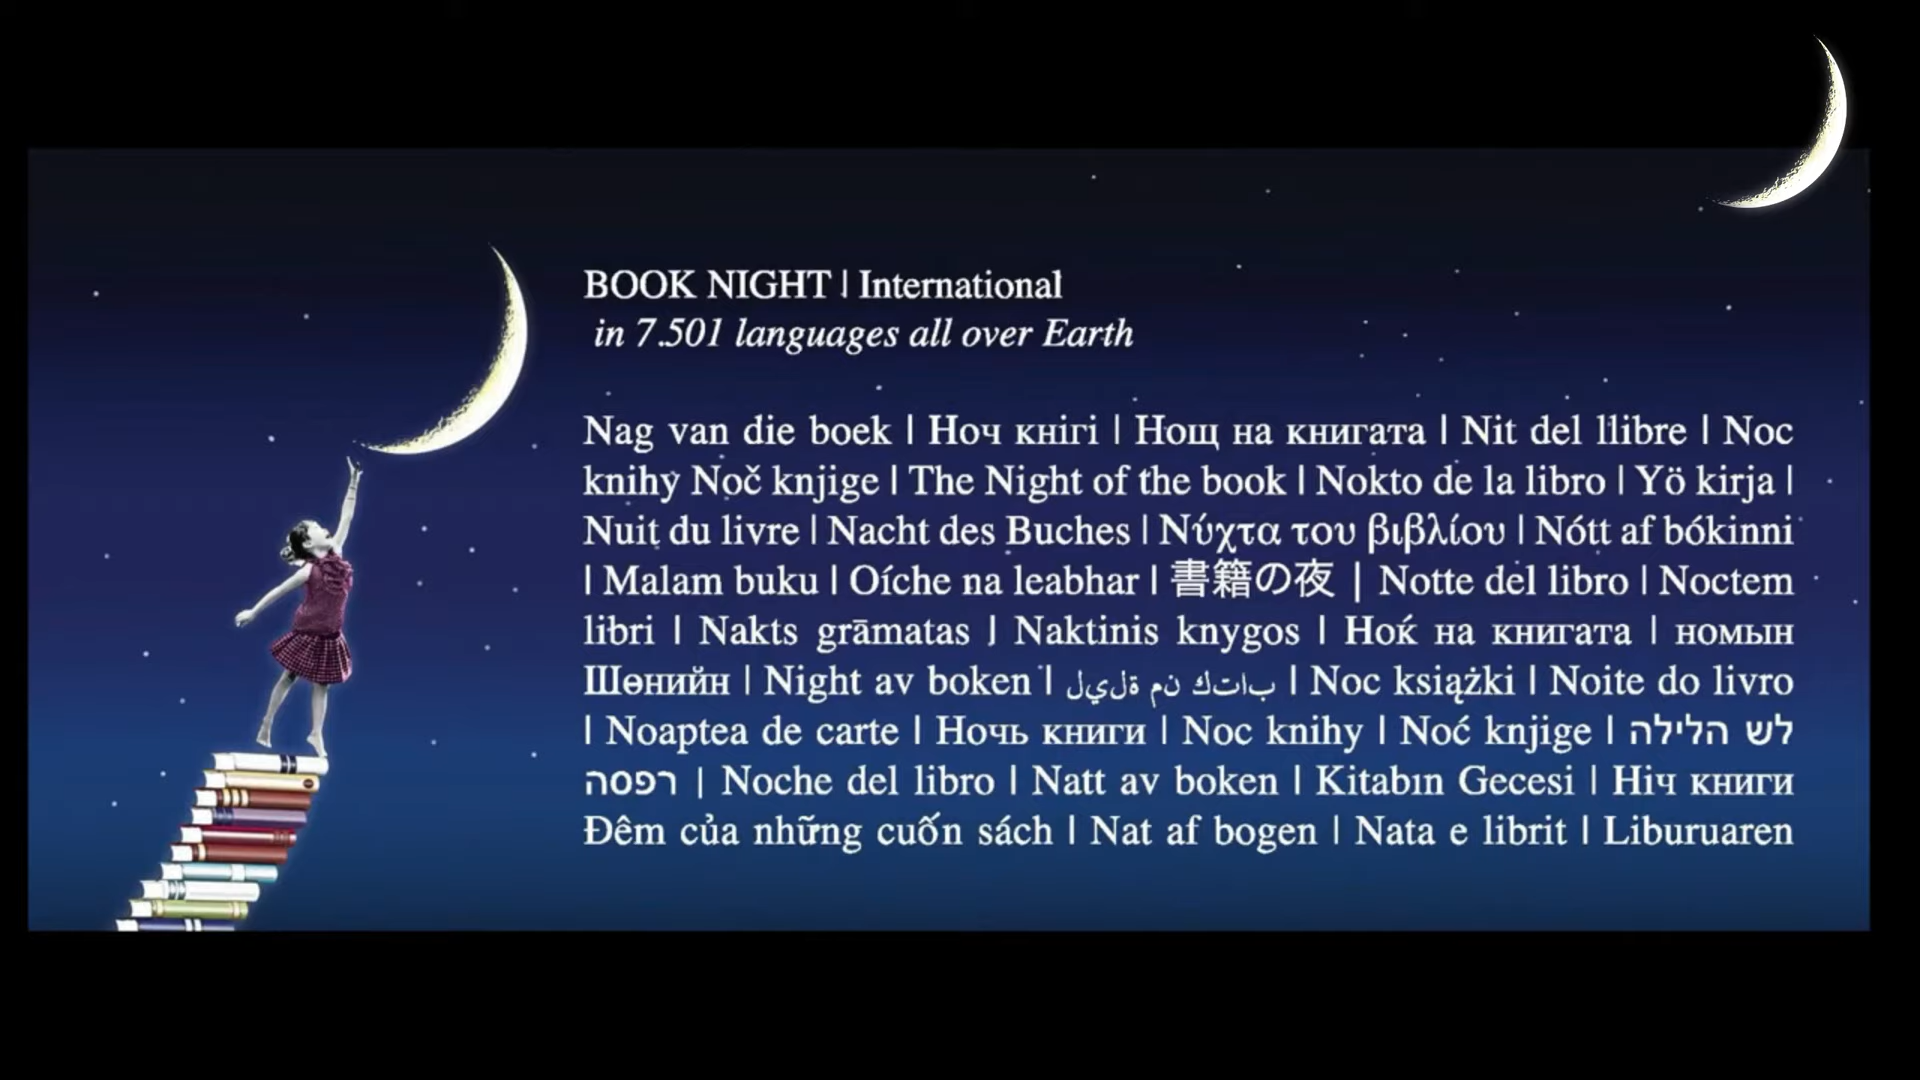 BOOK NIGHT | International
in 7.501 languages all over Earth
Nag van die boek | Ноч кнігі | Нощ на книгата | Nit del llibre | Noc
knihy Noč knjige | The Night of the book | Nokto de la libro | Yö kirja |
Nuit du livre | Nacht des Buches | Νύχτα του βιβλίου | Nótt af bókinni
| Malam buku | Oíche na leabhar | 書籍の夜 | Notte del libro | Noctem
libri | Nakts grāmatas | Naktinis knygos | Ноќ на книгата | номын
Шөнийн | Night av boken | ليلة من كتاب | Noc książki | Noite do livro
| Noaptea de carte | Ночь книги | Noc knihy | Noć knjige | לש הלילה
רפסה | Noche del libro | Natt av boken | Kitabın Gecesi | Ніч книги
Đêm của những cuốn sách | Nat af bogen | Nata e librit | Liburuaren